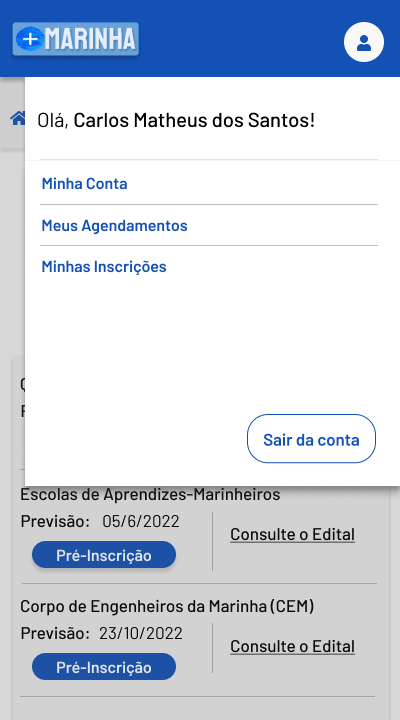 MARINHA
Olá, Carlos Matheus dos Santos!
Minha Conta
Meus Agendamentos
Minhas Inscrições
Sair da conta
Escolas de Aprendizes-Marinheiros
Previsão: 05/6/2022
Consulte o Edital
Pré-Inscrição
Corpo de Engenheiros da Marinha (CEM)
Previsão: 23/10/2022
Consulte o Edital
Pré-Inscrição